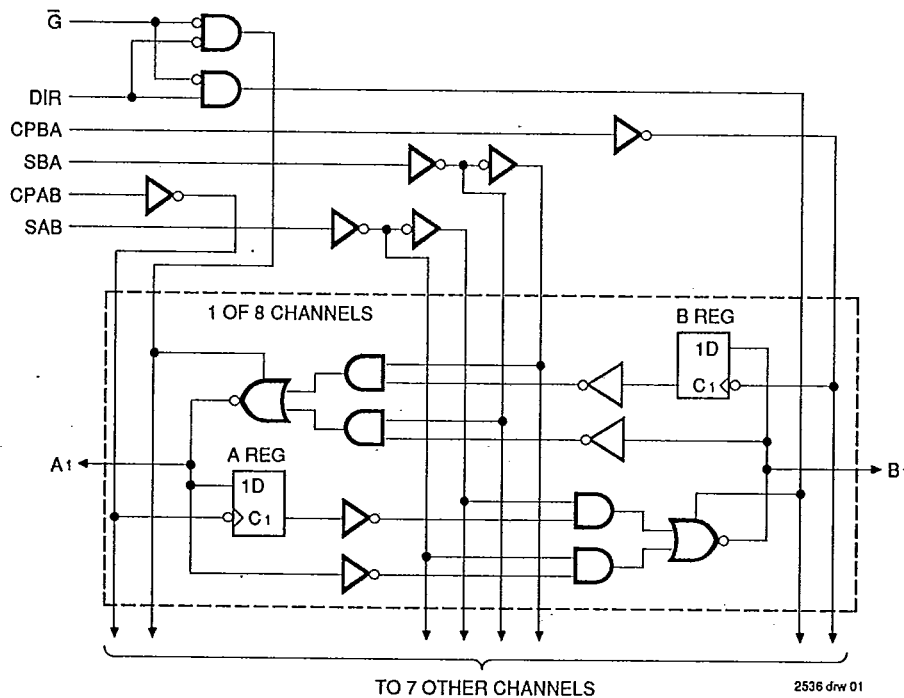 G
DIR
CPBA
SBA
CPAB
SAB
1 OF 8 CHANNELS
B REG
1D
C1
A REG
A1
1D
C1
B1
TO 7 OTHER CHANNELS
2536 drw 01